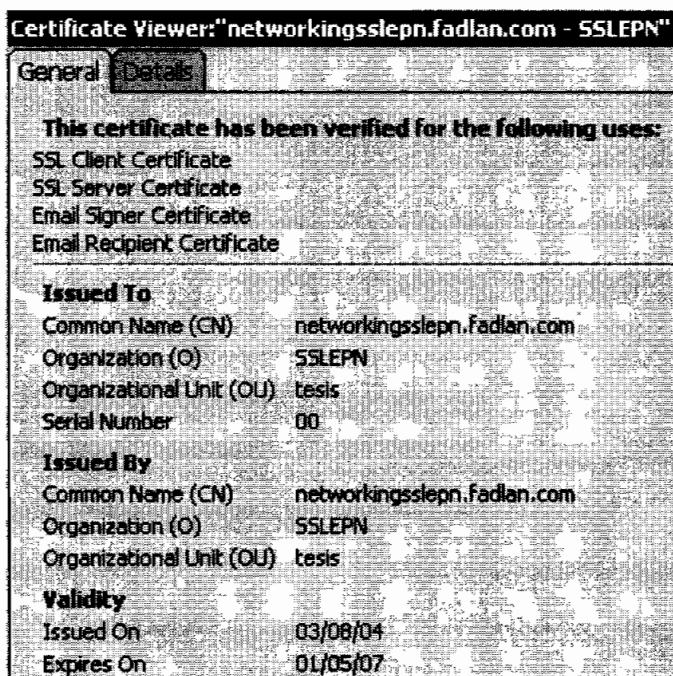 Certificate Viewer:"networkingsslepn.fadlan.com - SSLEPN"
General Details
This certificate has been verified for the following uses:
SSL Client Certificate
SSL Server Certificate
Email Signer Certificate
Email Recipient Certificate
Issued To
Common Name (CN) networkingsslepn.fadlan.com
Organization (O) SSLEPN
Organizational Unit (OU) tesis
Serial Number 00
Issued By
Common Name (CN) networkingsslepn.fadlan.com
Organization (O) SSLEPN
Organizational Unit (OU) tesis
Validity
Issued On 03/08/04
Expires On 01/05/07